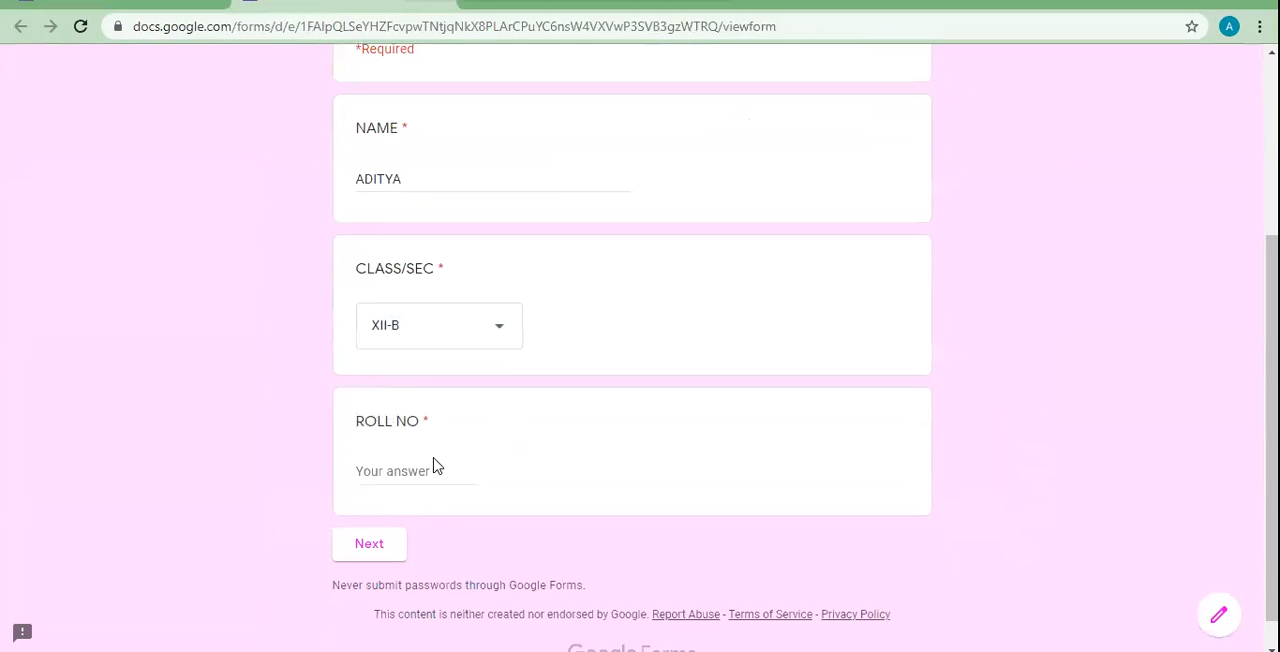 docs.google.com/forms/d/e/1FAIpQLSeYHZFcvpwTNtjqNkX8PLArCPuYC6nsW4VXVwP3SVB3gzWTRQ/viewform
A
*Required
NAME *
ADITYA
CLASS/SEC *
XII-B
ROLL NO *
Your answer
Next
Never submit passwords through Google Forms.
This content is neither created nor endorsed by Google. Report Abuse - Terms of Service - Privacy Policy
Google Forms